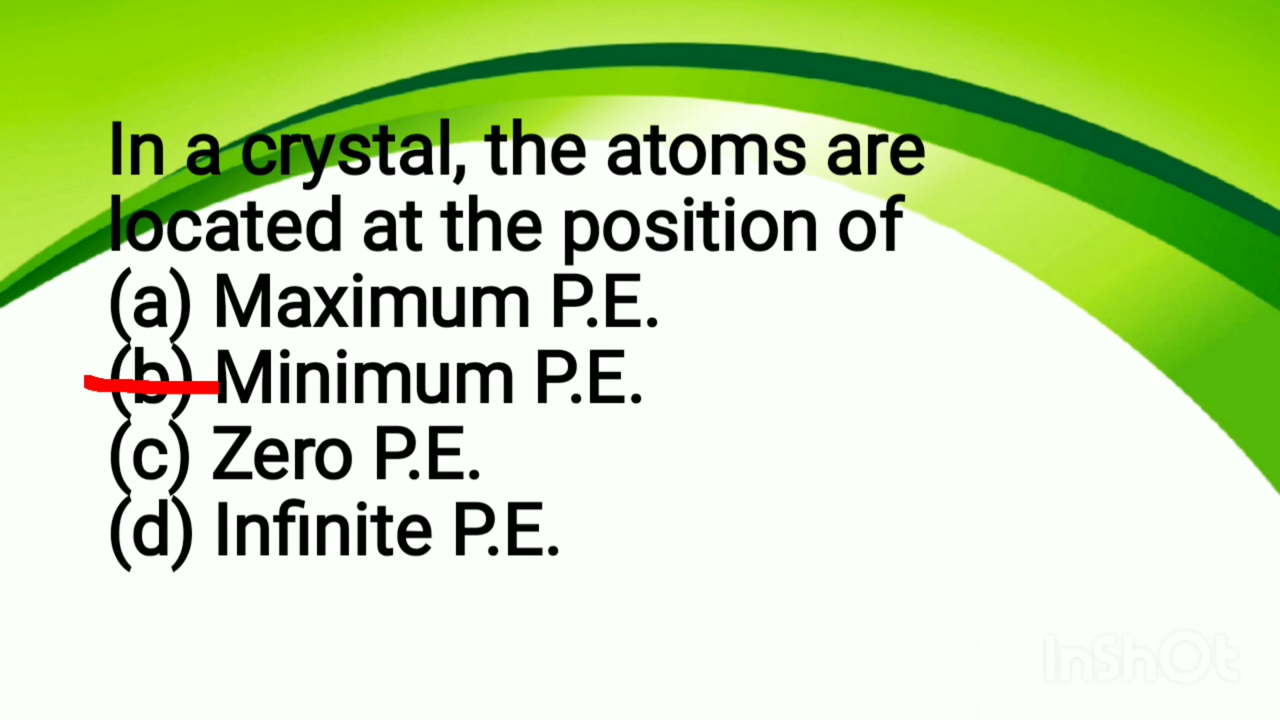 In a crystal, the atoms are
located at the position of
(a) Maximum P.E.
(b) Minimum P.E.
(c) Zero P.E.
(d) Infinite P.E.
InShOt